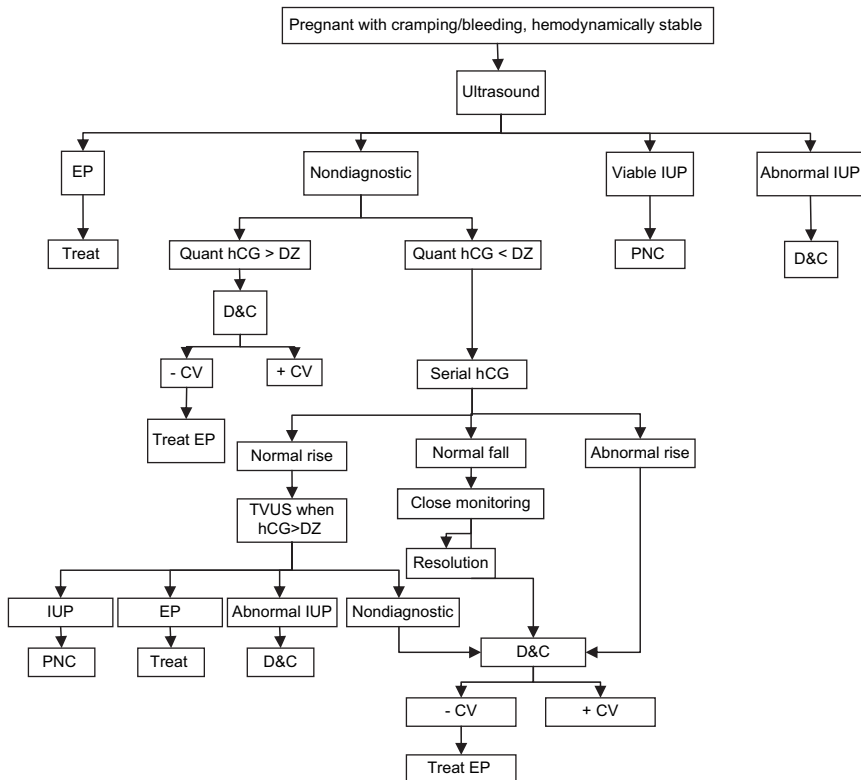 Pregnant with cramping/bleeding, hemodynamically stable
Ultrasound
EP
Nondiagnostic
Viable IUP
Abnormal IUP
Treat
Quant hCG > DZ
Quant hCG < DZ
PNC
D&C
D&C
- CV
+ CV
Serial hCG
Treat EP
Normal rise
Normal fall
Abnormal rise
TVUS when
hCG>DZ
Close monitoring
Resolution
IUP
EP
Abnormal IUP
Nondiagnostic
PNC
Treat
D&C
D&C
- CV
+ CV
Treat EP